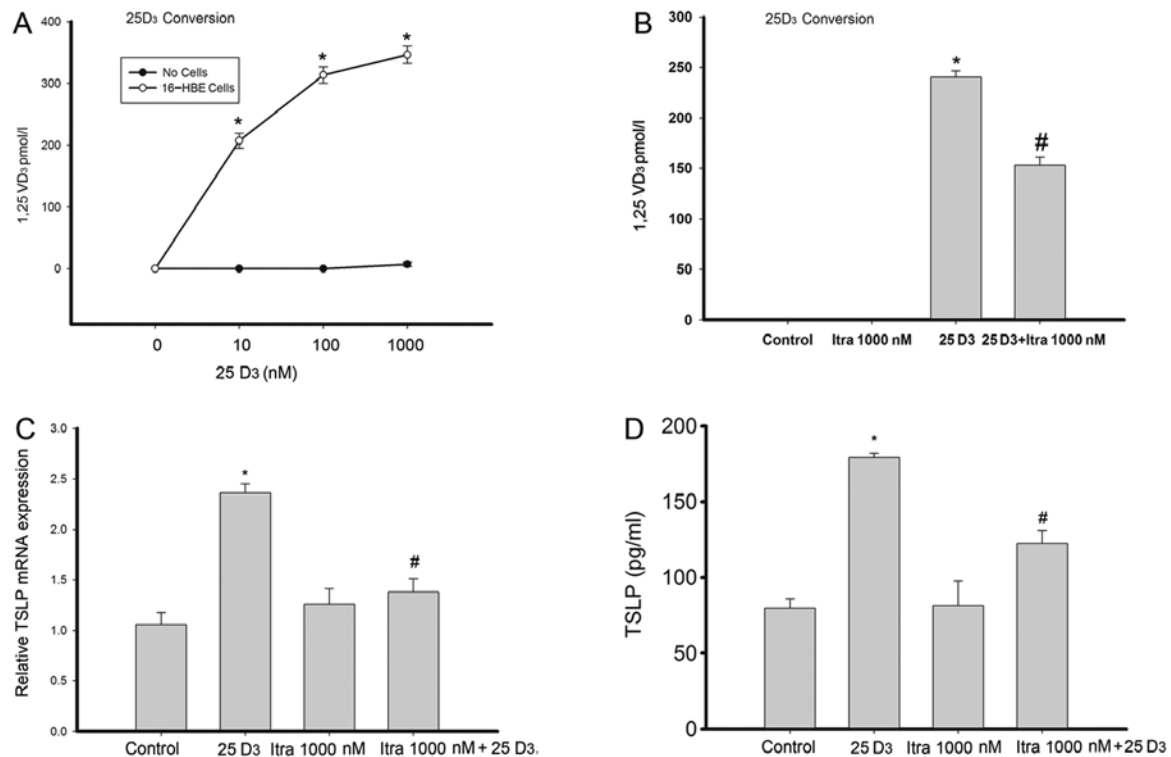 A
25D₃ Conversion
No Cells
16-HBE Cells
1,25 VD₃ pmol/l
400
300
200
100
0
*
*
*
0 10 100 1000
25 D₃ (nM)
B
25D₃ Conversion
1,25 VD₃ pmol/l
300
250
200
150
100
50
0
*
#
Control Itra 1000 nM 25 D3 25 D3+Itra 1000 nM
C
Relative TSLP mRNA expression
3.0
2.5
2.0
1.5
1.0
0.5
0.0
*
#
Control 25 D₃ Itra 1000 nM Itra 1000 nM + 25 D₃.
D
TSLP (pg/ml)
200
150
100
50
0
*
#
Control 25 D₃ Itra 1000 nM Itra 1000 nM +25 D₃